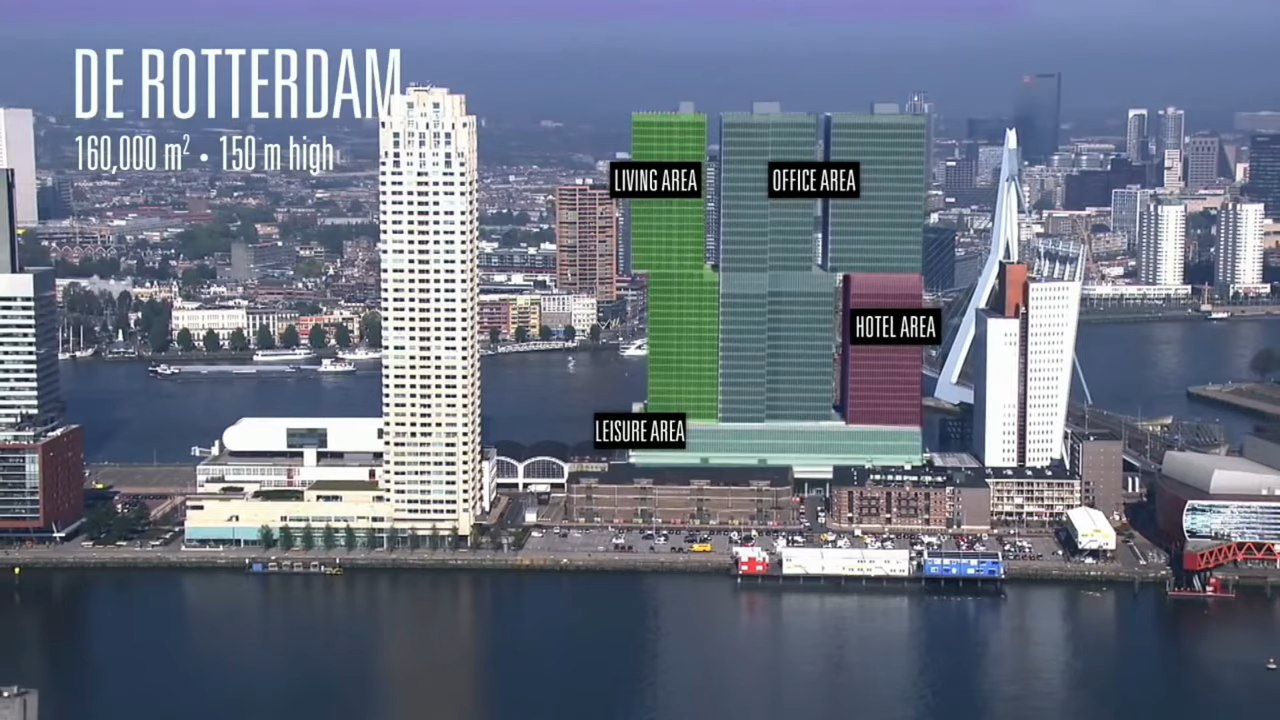 DE ROTTERDAM
160,000 m² • 150 m high
LIVING AREA
OFFICE AREA
HOTEL AREA
LEISURE AREA